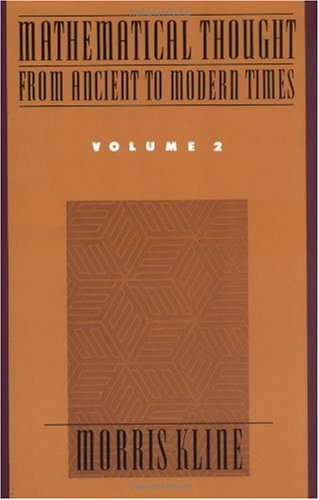 MATHEMATICAL THOUGHT
FROM ANCIENT TO MODERN TIMES
VOLUME 2
MORRIS KLINE